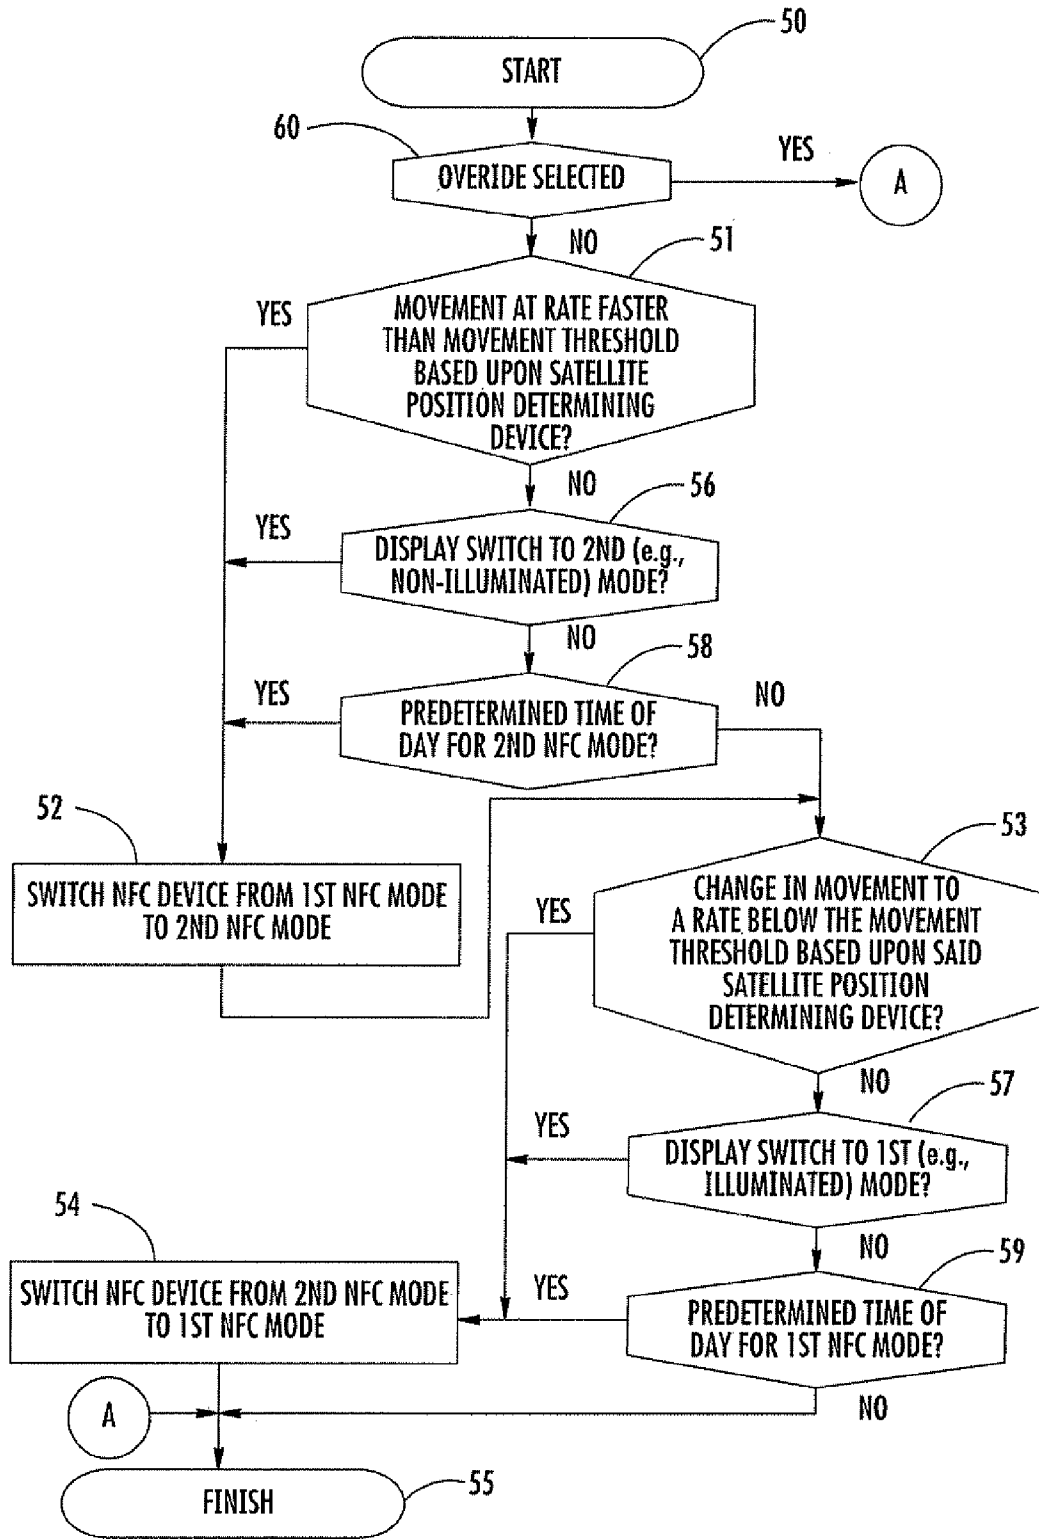 50
START
60
OVERIDE SELECTED
YES
A
NO
51
YES
MOVEMENT AT RATE FASTER
THAN MOVEMENT THRESHOLD
BASED UPON SATELLITE
POSITION DETERMINING
DEVICE?
NO
56
YES
DISPLAY SWITCH TO 2ND (e.g.,
NON-ILLUMINATED) MODE?
NO
58
YES
PREDETERMINED TIME OF
DAY FOR 2ND NFC MODE?
NO
52
SWITCH NFC DEVICE FROM 1ST NFC MODE
TO 2ND NFC MODE
53
YES
CHANGE IN MOVEMENT TO
A RATE BELOW THE MOVEMENT
THRESHOLD BASED UPON SAID
SATELLITE POSITION
DETERMINING DEVICE?
NO
57
YES
DISPLAY SWITCH TO 1ST (e.g.,
ILLUMINATED) MODE?
NO
54
SWITCH NFC DEVICE FROM 2ND NFC MODE
TO 1ST NFC MODE
59
YES
PREDETERMINED TIME OF
DAY FOR 1ST NFC MODE?
NO
A
FINISH
55